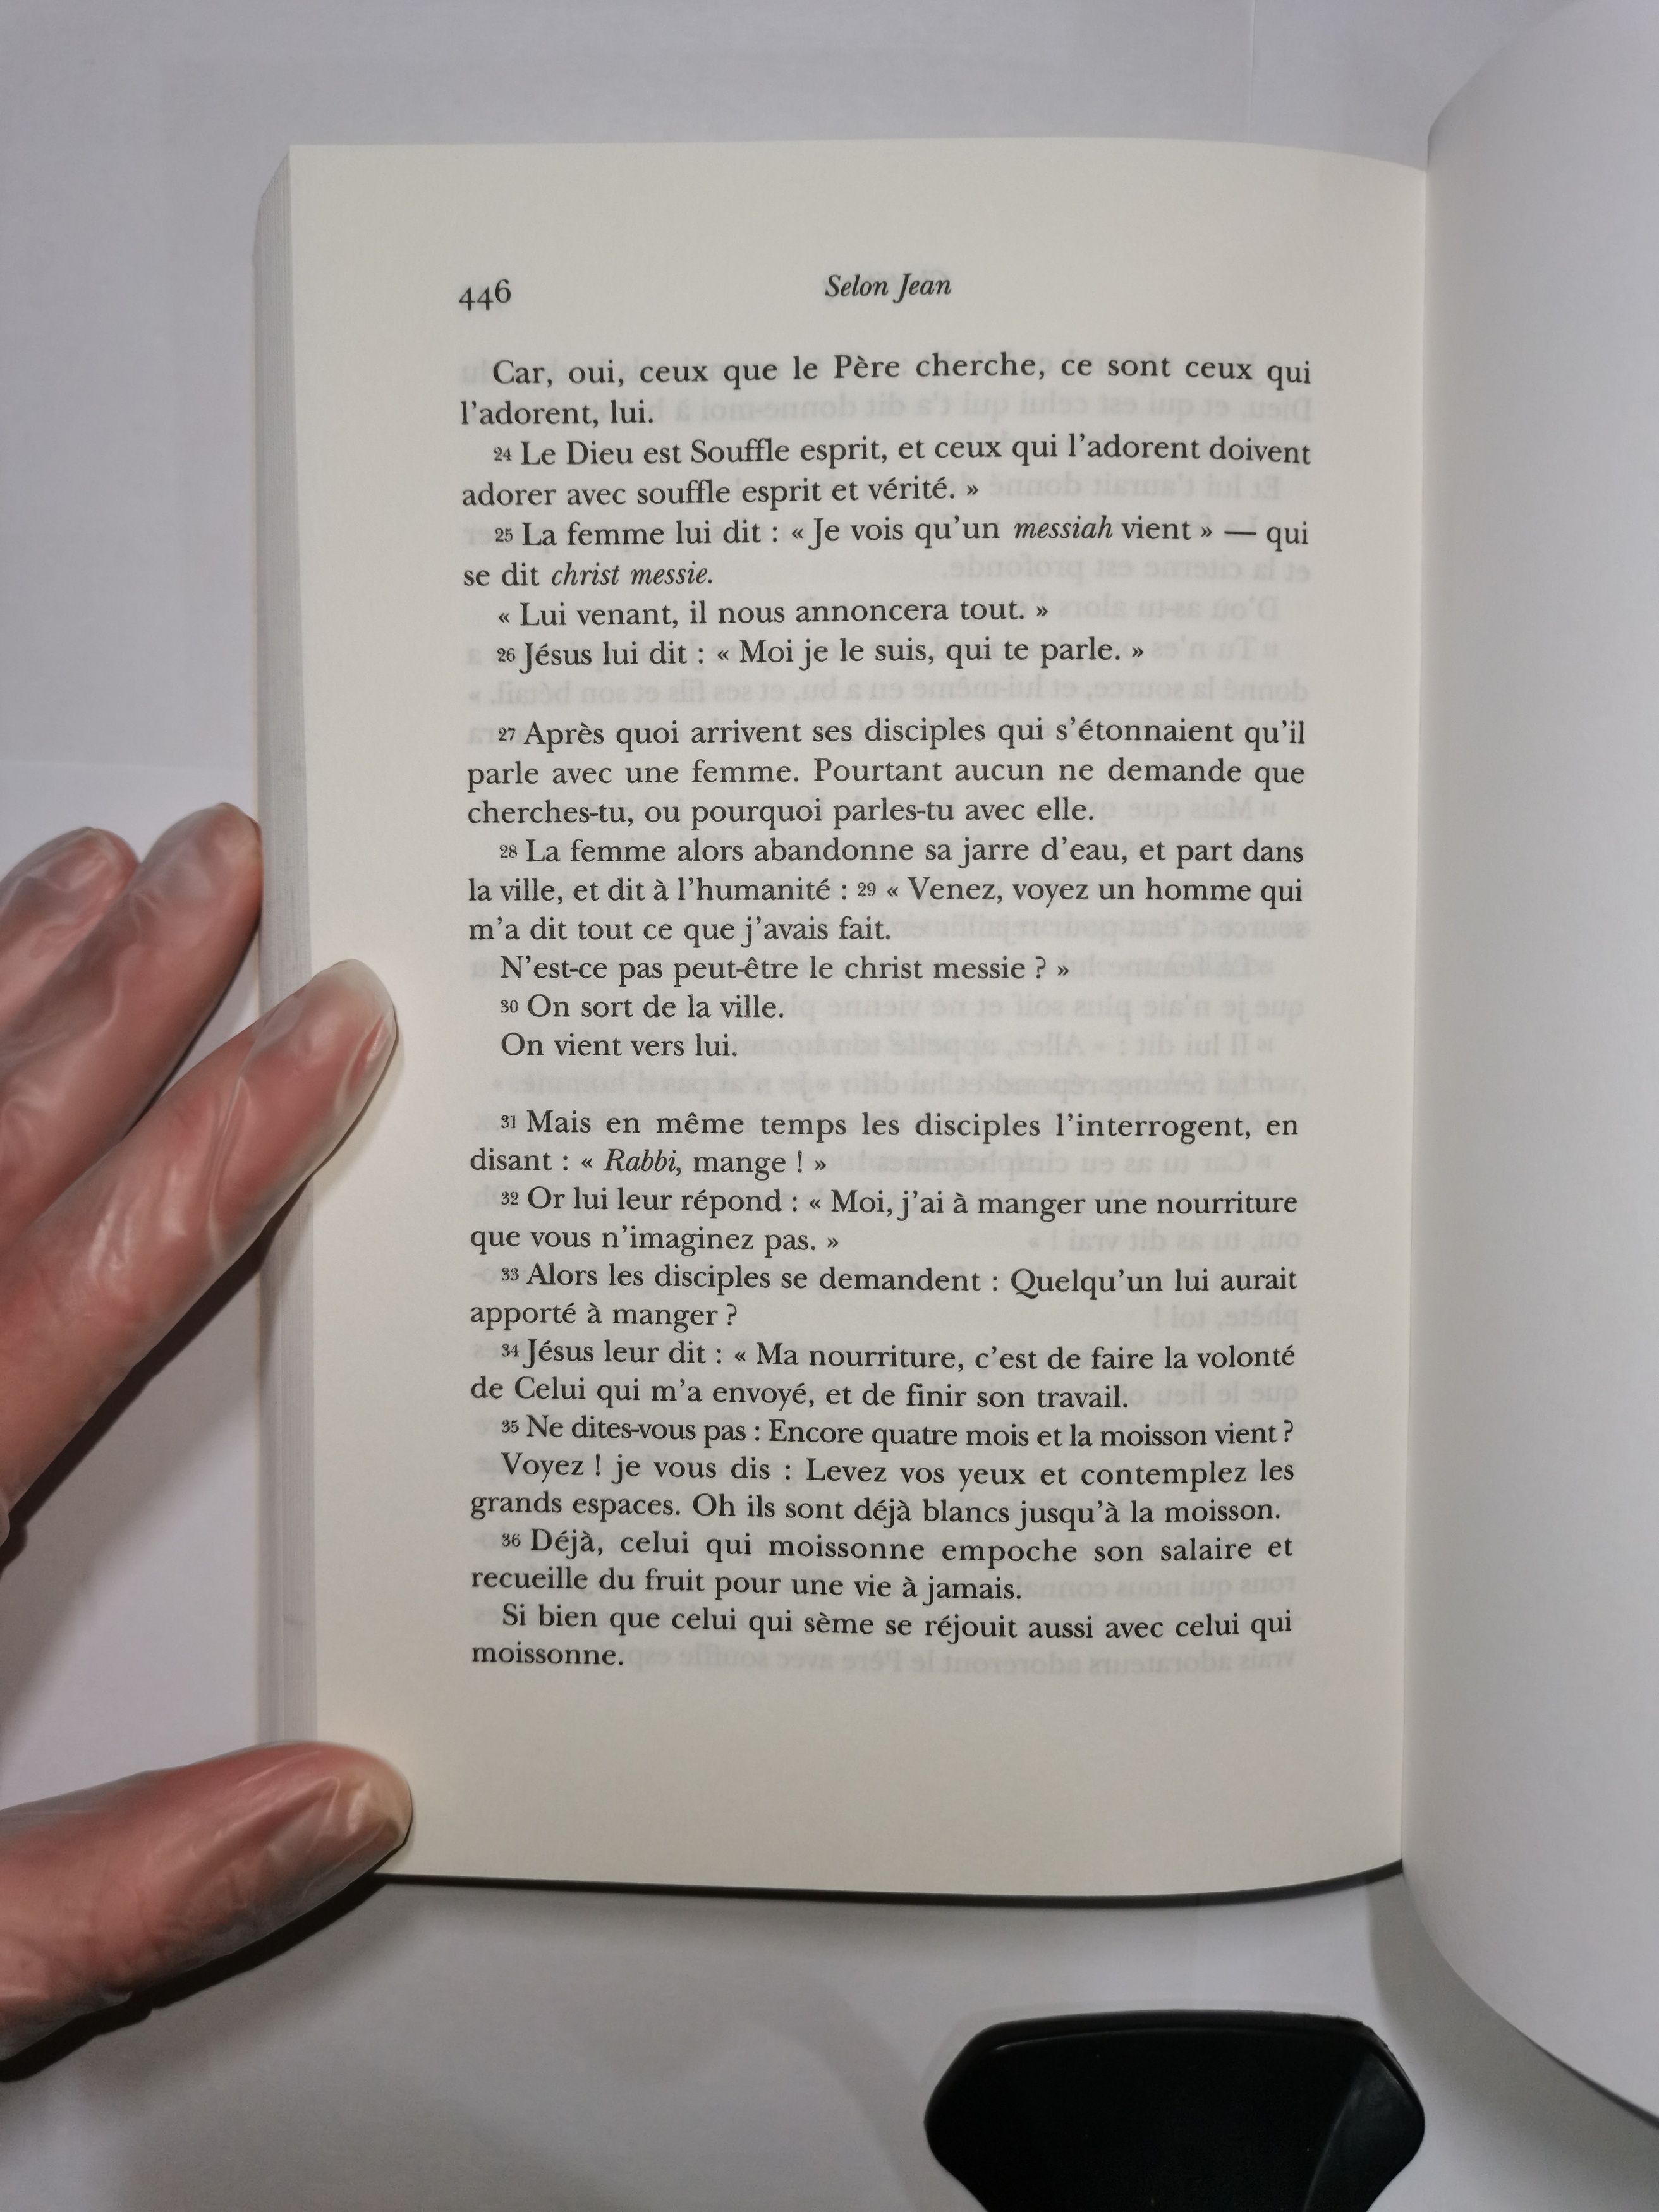 446
Selon Jean
Car, oui, ceux que le Père cherche, ce sont ceux qui
l'adorent, lui.
24 Le Dieu est Souffle esprit, et ceux qui l'adorent doivent
adorer avec souffle esprit et vérité. »
25 La femme lui dit : « Je vois qu'un messiah vient » — qui
se dit christ messie.
« Lui venant, il nous annoncera tout. »
26 Jésus lui dit : « Moi je le suis, qui te parle. »
27 Après quoi arrivent ses disciples qui s'étonnaient qu'il
parle avec une femme. Pourtant aucun ne demande que
cherches-tu, ou pourquoi parles-tu avec elle.
28 La femme alors abandonne sa jarre d'eau, et part dans
la ville, et dit à l'humanité : 29 « Venez, voyez un homme qui
m'a dit tout ce que j'avais fait.
N'est-ce pas peut-être le christ messie ? »
30 On sort de la ville.
On vient vers lui.
31 Mais en même temps les disciples l'interrogent, en
disant : « Rabbi, mange ! »
32 Or lui leur répond : « Moi, j'ai à manger une nourriture
que vous n'imaginez pas. »
33 Alors les disciples se demandent : Quelqu'un lui aurait
apporté à manger ?
34 Jésus leur dit : « Ma nourriture, c'est de faire la volonté
de Celui qui m'a envoyé, et de finir son travail.
35 Ne dites-vous pas : Encore quatre mois et la moisson vient ?
Voyez ! je vous dis : Levez vos yeux et contemplez les
grands espaces. Oh ils sont déjà blancs jusqu'à la moisson.
36 Déjà, celui qui moissonne empoche son salaire et
recueille du fruit pour une vie à jamais.
Si bien que celui qui sème se réjouit aussi avec celui qui
moissonne.